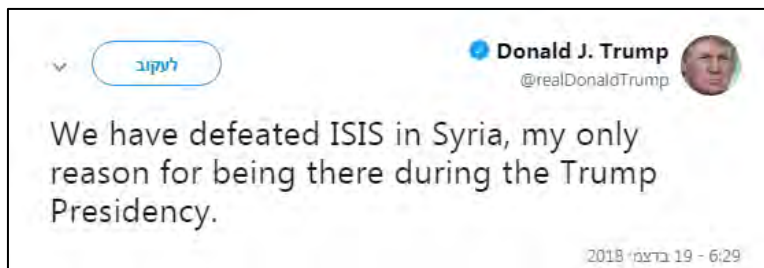 Donald J. Trump
@realDonaldTrump
לעקוב
We have defeated ISIS in Syria, my only
reason for being there during the Trump
Presidency.
6:29 - 19 בדצמ׳ 2018